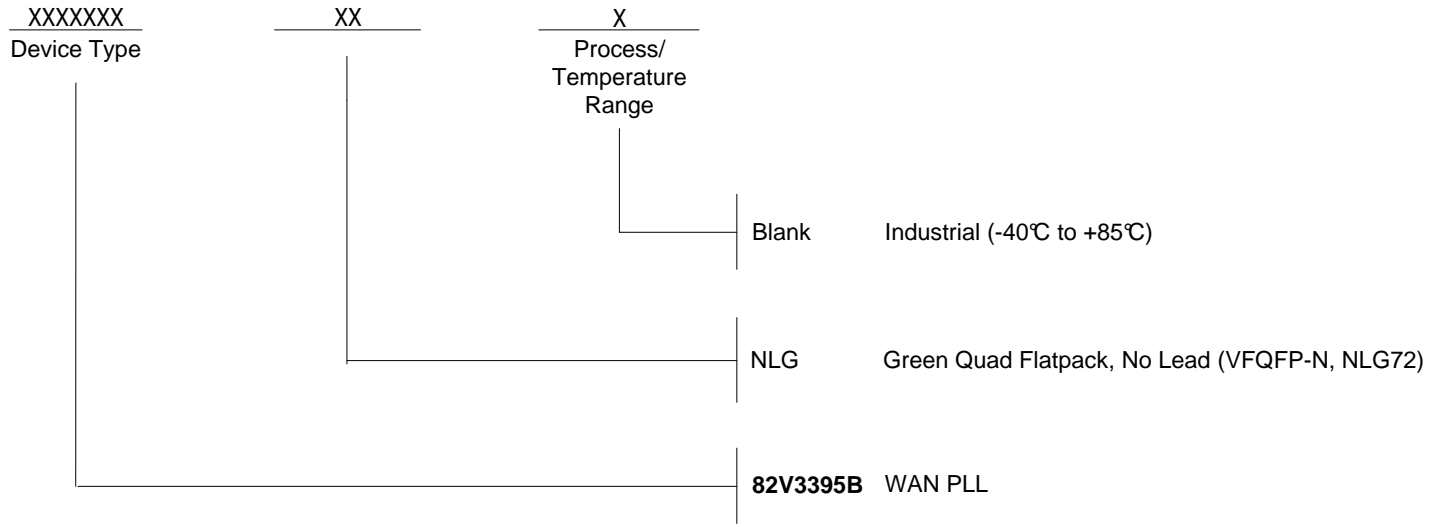 XXXXXXX XX X
Device Type
Process/
Temperature
Range
Blank Industrial (-40℃ to +85℃)
NLG Green Quad Flatpack, No Lead (VFQFP-N, NLG72)
82V3395B WAN PLL